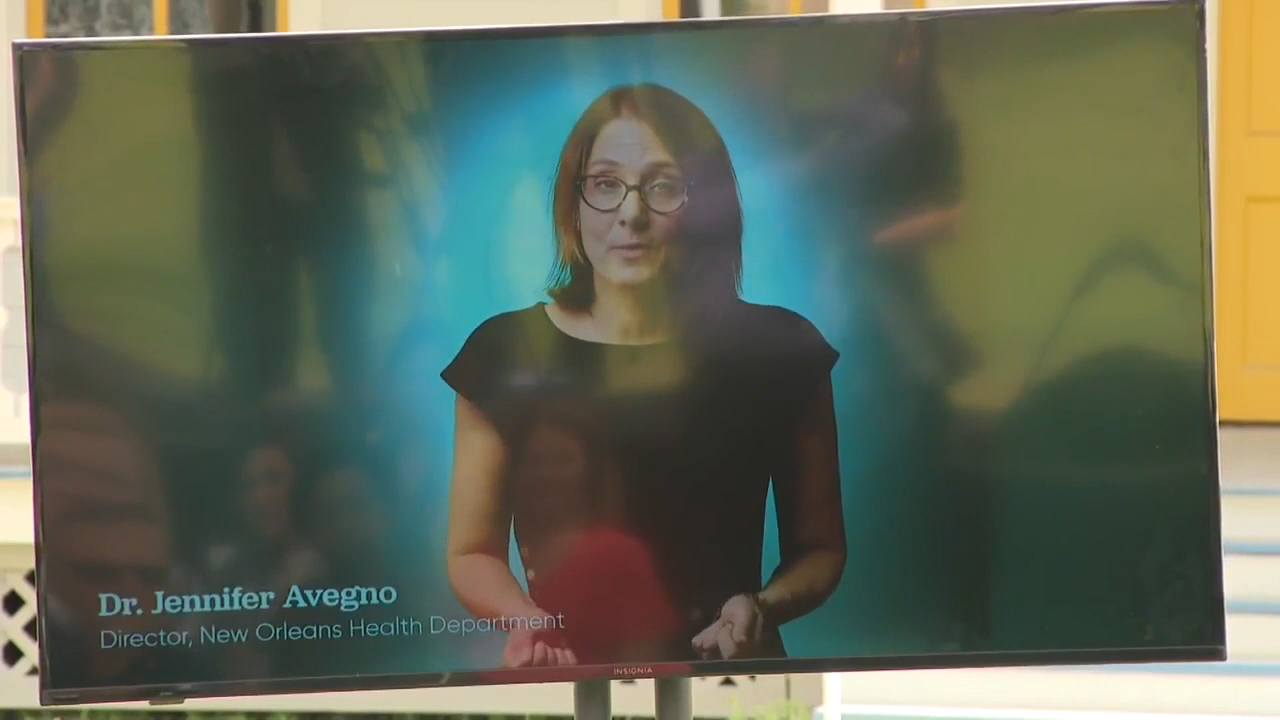 Dr. Jennifer Avegno
Director, New Orleans Health Department
INSIGNIA